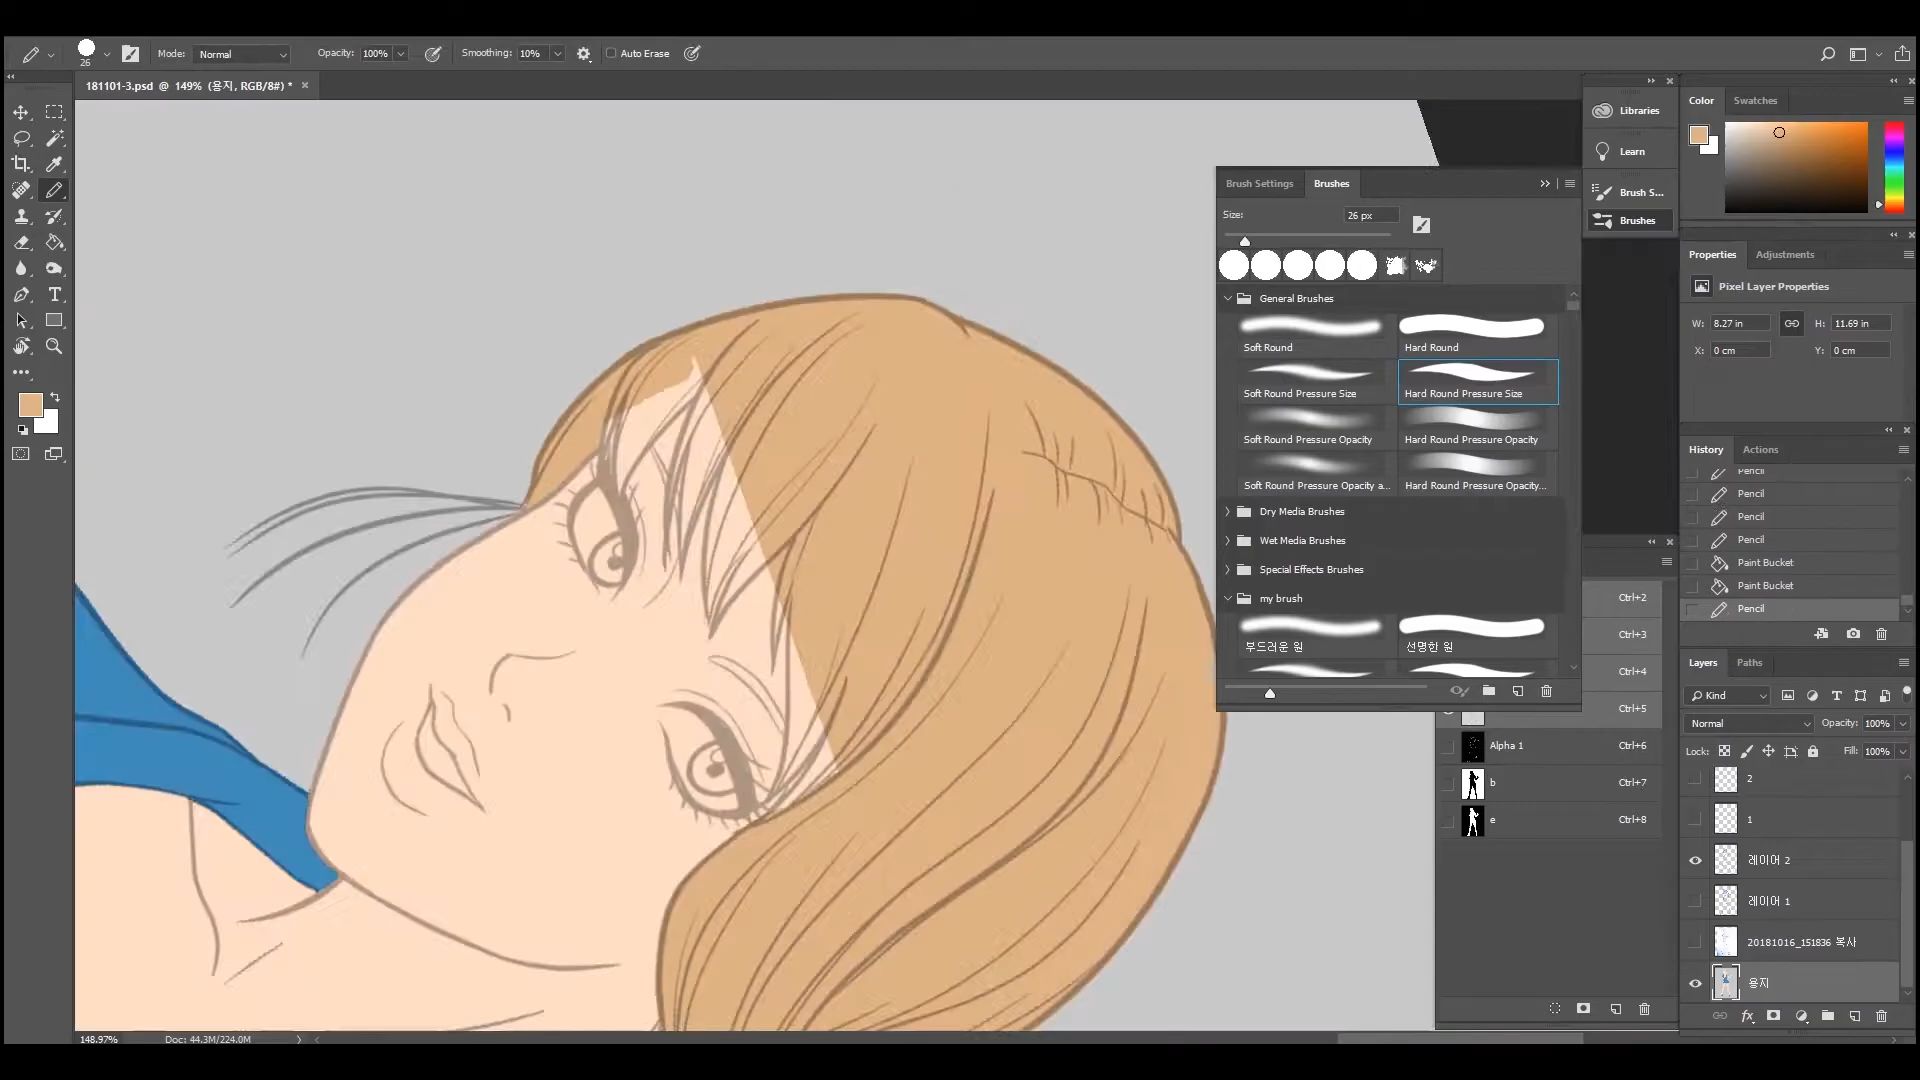 26
Mode: Normal
Opacity: 100%
Smoothing: 10%
Auto Erase
181101-3.psd @ 149% (용지, RGB/8#) *
Brush Settings
Brushes
Size: 26 px
General Brushes
Soft Round
Hard Round
Soft Round Pressure Size
Hard Round Pressure Size
Soft Round Pressure Opacity
Hard Round Pressure Opacity
Soft Round Pressure Opacity a...
Hard Round Pressure Opacity...
Dry Media Brushes
Wet Media Brushes
Special Effects Brushes
my brush
부드러운 원
선명한 원
Libraries
Learn
Brush S...
Brushes
Ctrl+2
Ctrl+3
Ctrl+4
Ctrl+5
Alpha 1 Ctrl+6
b Ctrl+7
e Ctrl+8
Color
Swatches
Properties
Adjustments
Pixel Layer Properties
W: 8.27 in
H: 11.69 in
X: 0 cm
Y: 0 cm
History
Actions
Pencil
Pencil
Pencil
Pencil
Paint Bucket
Paint Bucket
Pencil
Layers
Paths
Kind
Normal
Opacity: 100%
Lock:
Fill: 100%
2
1
레이어 2
레이어 1
20181016_151836 복사
용지
fx
148.97%
Doc: 44.3M/224.0M